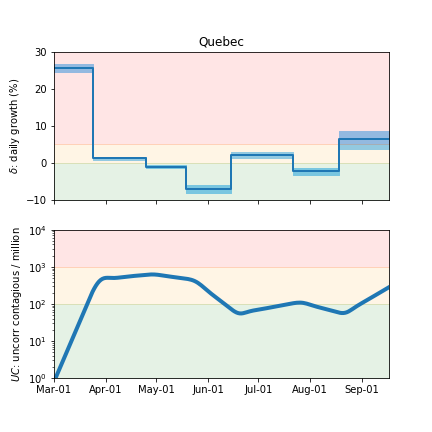 Quebec
δ: daily growth (%)
30
20
10
0
−10
UC: uncorr contagious / million
10⁴
10³
10²
10¹
10⁰
Mar-01 Apr-01 May-01 Jun-01 Jul-01 Aug-01 Sep-01